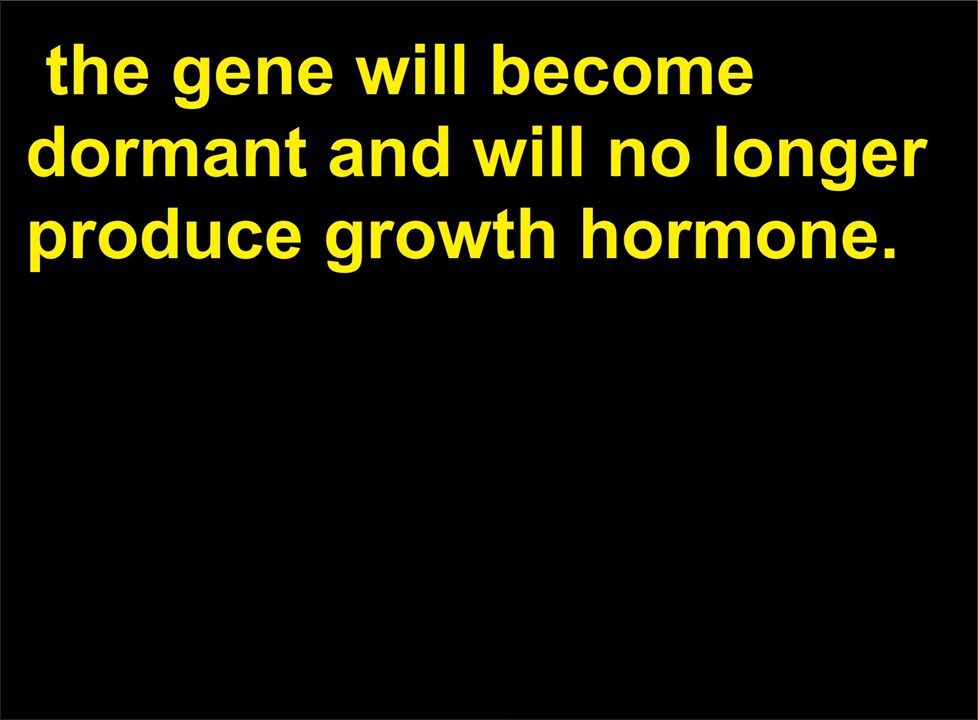 the gene will become
dormant and will no longer
produce growth hormone.